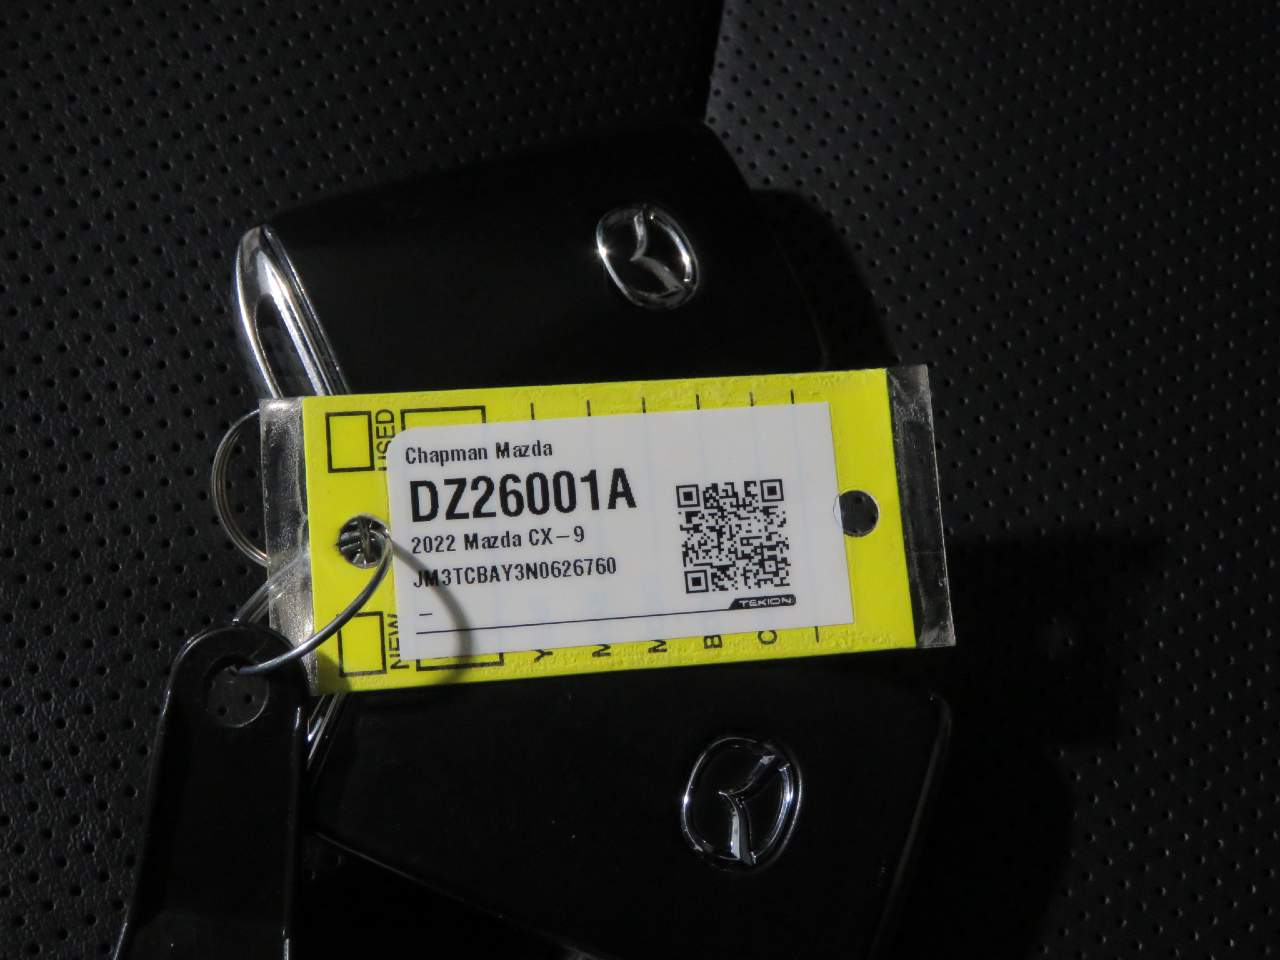 USED
Chapman Mazda
DZ26001A
2022 Mazda CX-9
JM3TCBAY3N0626760
-
TEKION
NEW
Y
M
M
B
C